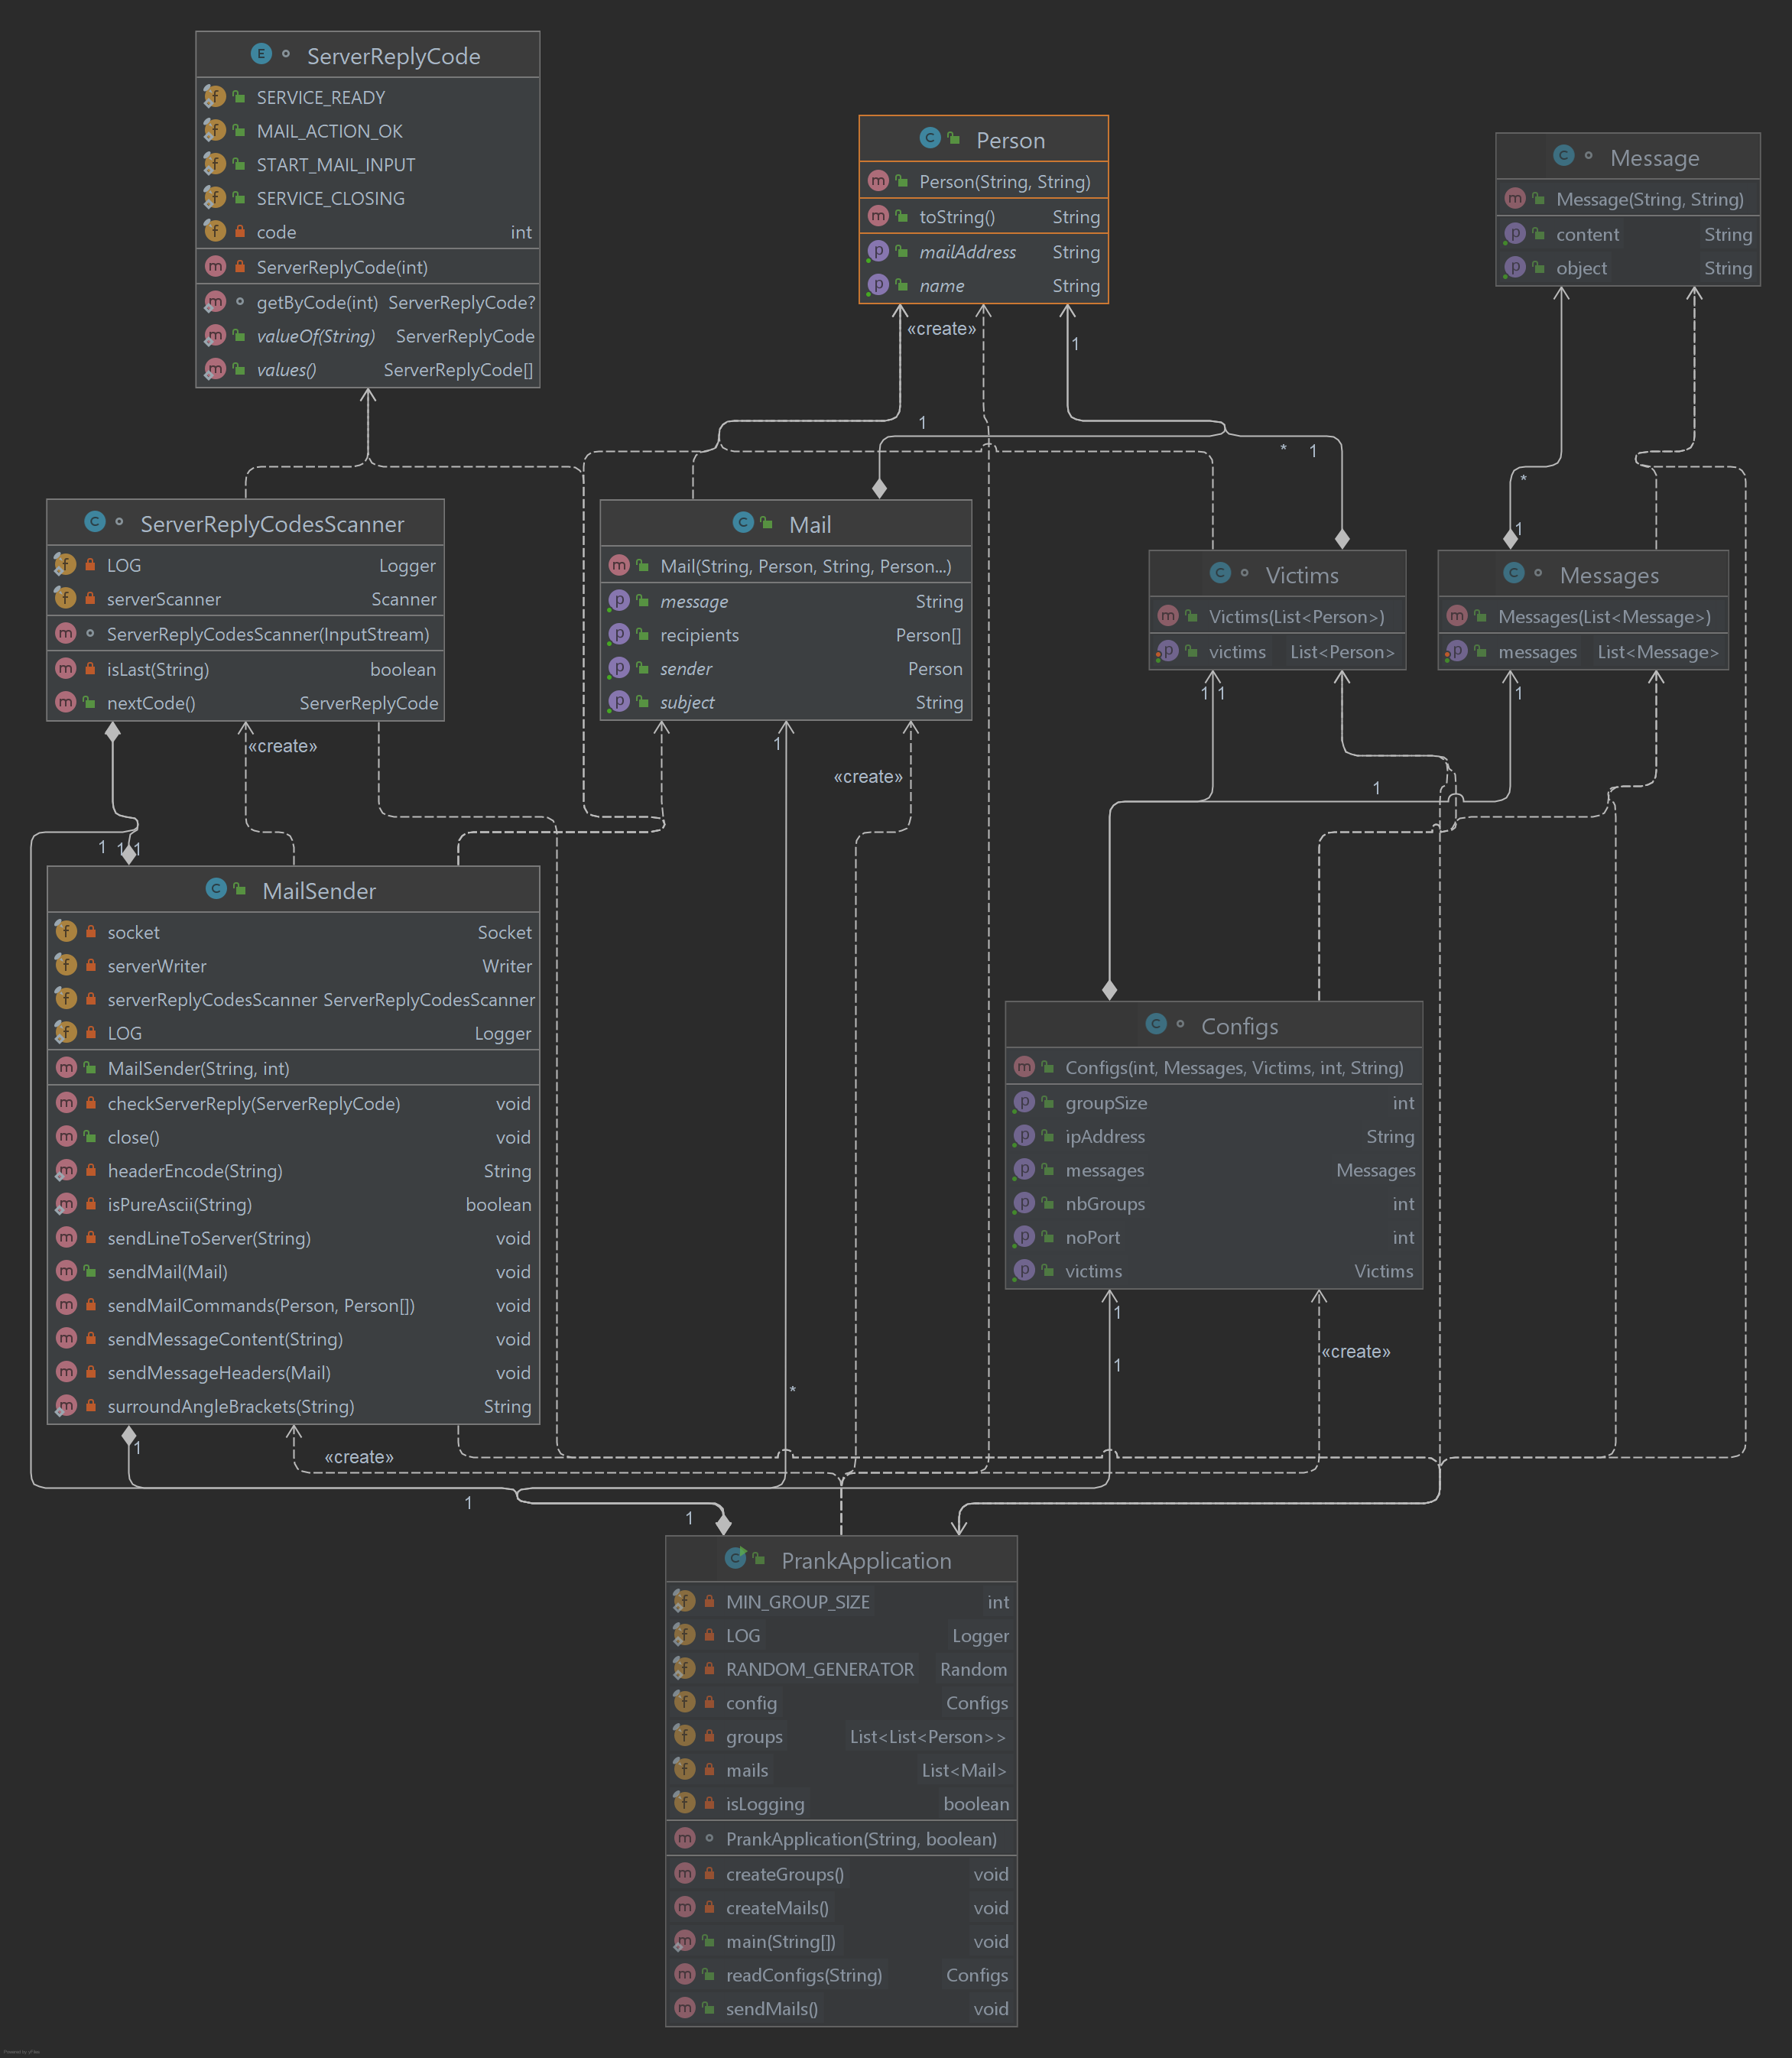 ServerReplyCode
SERVICE_READY
MAIL_ACTION_OK
START_MAIL_INPUT
SERVICE_CLOSING
code int
ServerReplyCode(int)
getByCode(int) ServerReplyCode?
valueOf(String) ServerReplyCode
values() ServerReplyCode[]
Person
Person(String, String)
toString() String
mailAddress String
name String
Message
Message(String, String)
content String
object String
«create»
1
1
*
1
*
1
ServerReplyCodesScanner
LOG Logger
serverScanner Scanner
ServerReplyCodesScanner(InputStream)
isLast(String) boolean
nextCode() ServerReplyCode
Mail
Mail(String, Person, String, Person...)
message String
recipients Person[]
sender Person
subject String
Victims
Victims(List<Person>)
victims List<Person>
Messages
Messages(List<Message>)
messages List<Message>
«create»
1
«create»
1 1
1
1
1 1 1
MailSender
socket Socket
serverWriter Writer
serverReplyCodesScanner ServerReplyCodesScanner
LOG Logger
MailSender(String, int)
checkServerReply(ServerReplyCode) void
close() void
headerEncode(String) String
isPureAscii(String) boolean
sendLineToServer(String) void
sendMail(Mail) void
sendMailCommands(Person, Person[]) void
sendMessageContent(String) void
sendMessageHeaders(Mail) void
surroundAngleBrackets(String) String
Configs
Configs(int, Messages, Victims, int, String)
groupSize int
ipAddress String
messages Messages
nbGroups int
noPort int
victims Victims
1
«create»
1
*
1
«create»
1
1
PrankApplication
MIN_GROUP_SIZE int
LOG Logger
RANDOM_GENERATOR Random
config Configs
groups List<List<Person>>
mails List<Mail>
isLogging boolean
PrankApplication(String, boolean)
createGroups() void
createMails() void
main(String[]) void
readConfigs(String) Configs
sendMails() void
Powered by yFiles